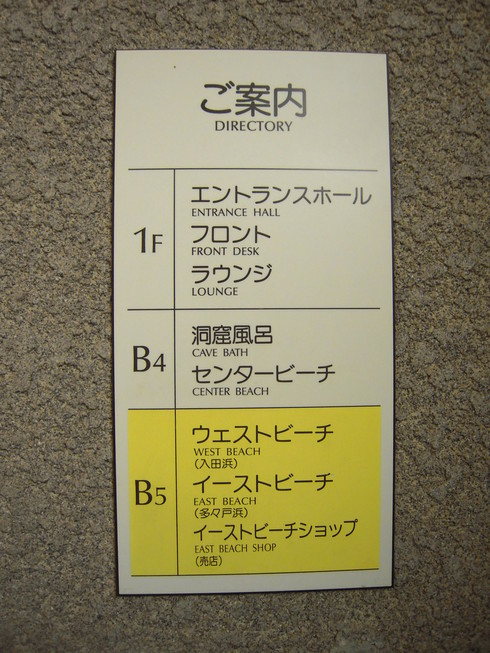 ご案内
DIRECTORY
1F
エントランスホール
ENTRANCE HALL
フロント
FRONT DESK
ラウンジ
LOUNGE
B4
洞窟風呂
CAVE BATH
センタービーチ
CENTER BEACH
B5
ウェストビーチ
WEST BEACH
(入田浜)
イーストビーチ
EAST BEACH
(多々戸浜)
イーストビーチショップ
EAST BEACH SHOP
(売店)